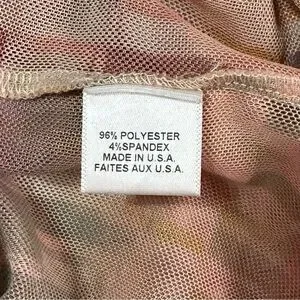 96% POLYESTER
4%SPANDEX
MADE IN U.S.A.
FAITES AUX U.S.A.